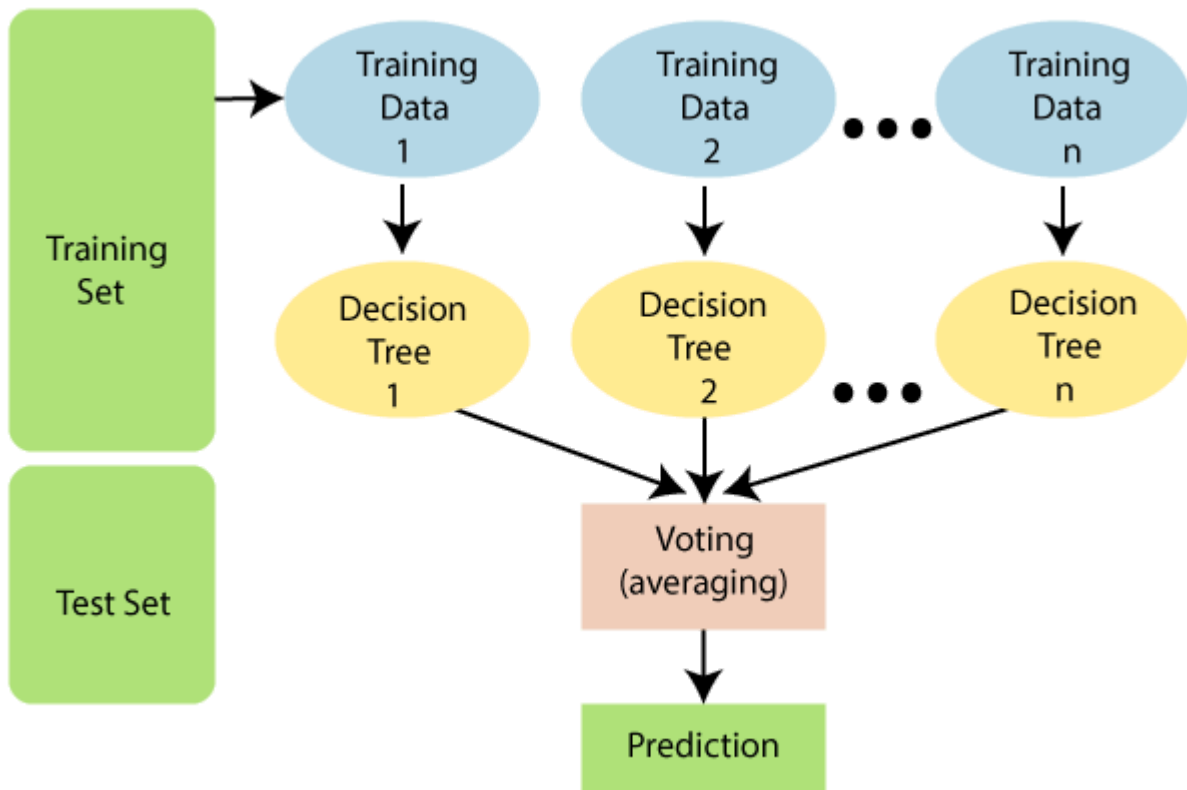 Training
Set
Test Set
Training
Data
1
Training
Data
2
Training
Data
n
Decision
Tree
1
Decision
Tree
2
Decision
Tree
n
Voting
(averaging)
Prediction